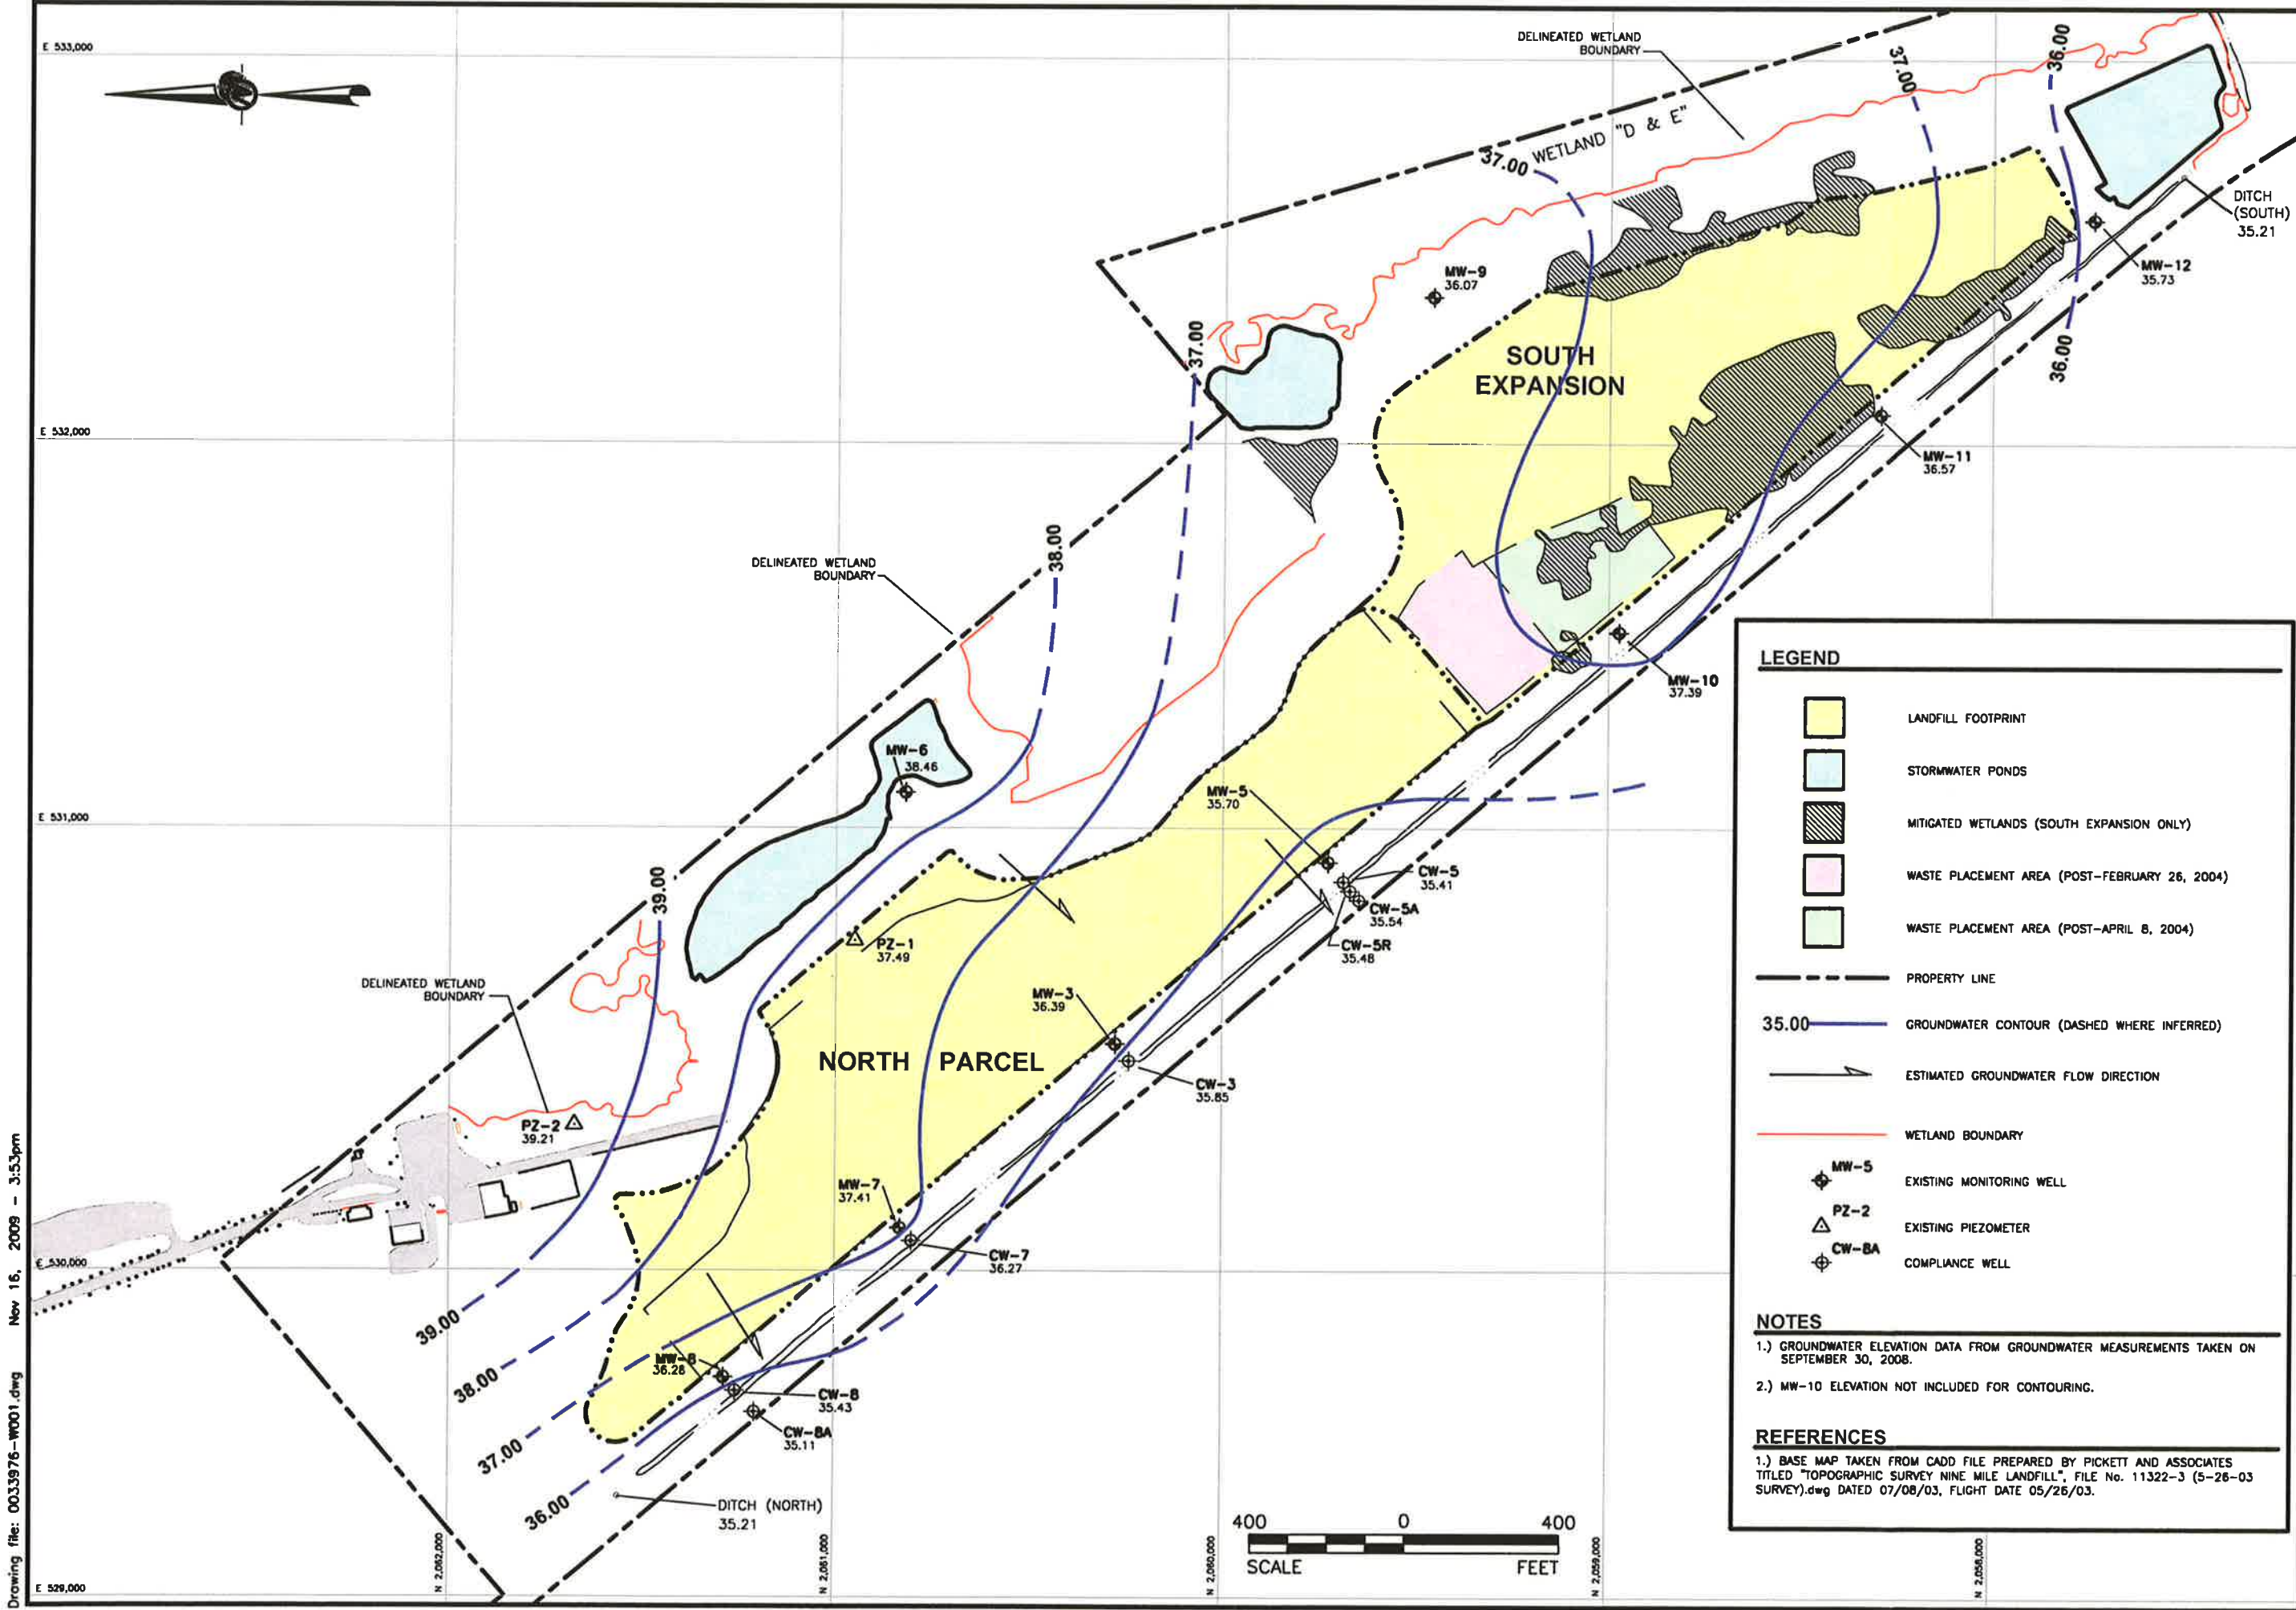 E 533,000
DELINEATED WETLAND
BOUNDARY
37.00
36.00
WETLAND "D & E"
37.00
DITCH
(SOUTH)
35.21
MW-9
36.07
MW-12
35.73
37.00
SOUTH
EXPANSION
36.00
E 532,000
MW-11
36.57
38.00
DELINEATED WETLAND
BOUNDARY
MW-10
37.39
MW-6
38.46
MW-5
35.70
E 531,000
CW-5
35.41
CW-5A
35.54
CW-5R
35.48
39.00
PZ-1
37.49
DELINEATED WETLAND
BOUNDARY
MW-3
36.39
NORTH PARCEL
CW-3
35.85
PZ-2
39.21
MW-7
37.41
CW-7
36.27
E 530,000
39.00
38.00
37.00
36.00
MW-8
36.28
CW-8
35.43
CW-8A
35.11
DITCH (NORTH)
35.21
E 529,000
N 2,062,000
N 2,061,000
N 2,060,000
N 2,059,000
N 2,058,000
400 0 400
SCALE FEET
LEGEND
LANDFILL FOOTPRINT
STORMWATER PONDS
MITIGATED WETLANDS (SOUTH EXPANSION ONLY)
WASTE PLACEMENT AREA (POST-FEBRUARY 26, 2004)
WASTE PLACEMENT AREA (POST-APRIL 8, 2004)
PROPERTY LINE
35.00 GROUNDWATER CONTOUR (DASHED WHERE INFERRED)
ESTIMATED GROUNDWATER FLOW DIRECTION
WETLAND BOUNDARY
MW-5
EXISTING MONITORING WELL
PZ-2
EXISTING PIEZOMETER
CW-8A
COMPLIANCE WELL
NOTES
1.) GROUNDWATER ELEVATION DATA FROM GROUNDWATER MEASUREMENTS TAKEN ON
SEPTEMBER 30, 2008.
2.) MW-10 ELEVATION NOT INCLUDED FOR CONTOURING.
REFERENCES
1.) BASE MAP TAKEN FROM CADD FILE PREPARED BY PICKETT AND ASSOCIATES
TITLED "TOPOGRAPHIC SURVEY NINE MILE LANDFILL", FILE No. 11322-3 (5-26-03
SURVEY).dwg DATED 07/08/03, FLIGHT DATE 05/26/03.
Drawing file: 0033976-W001.dwg Nov 16, 2009 - 3:53pm